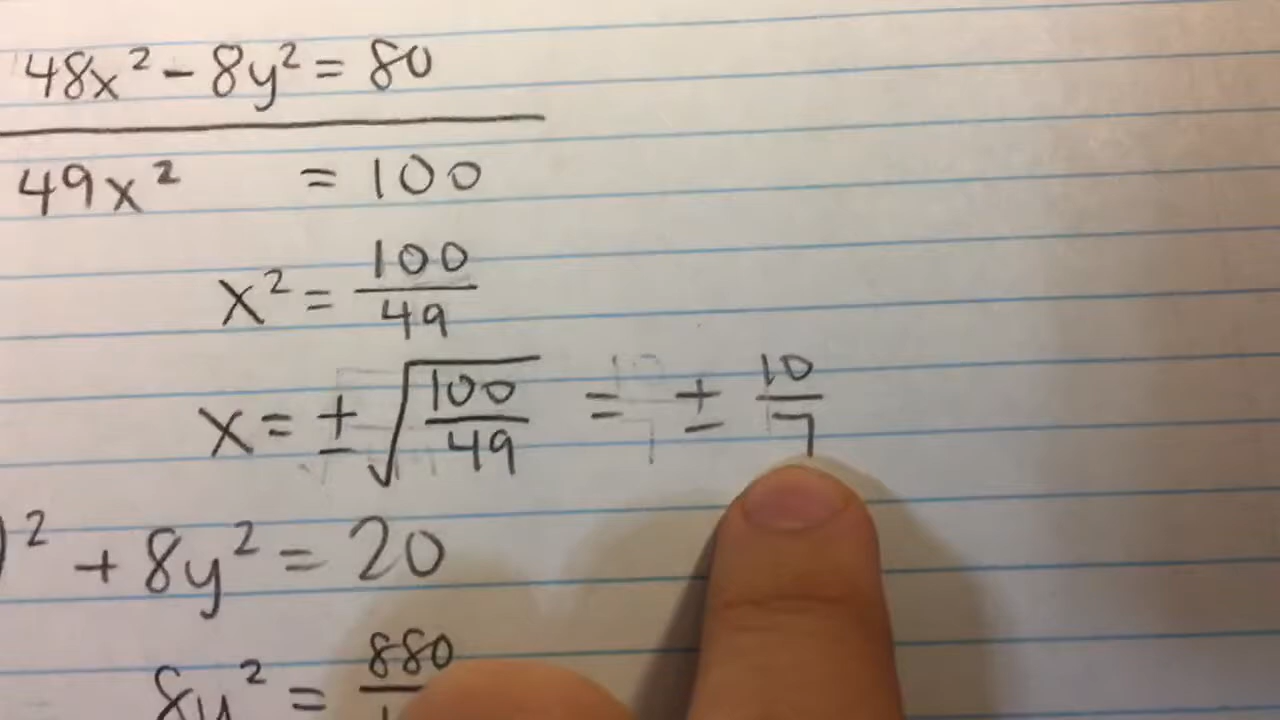 48x² - 8y² = 80
49x² = 100
x² = 100/49
x = ±√(100/49) = ± 10/7
)² + 8y² = 20
8y² = 880